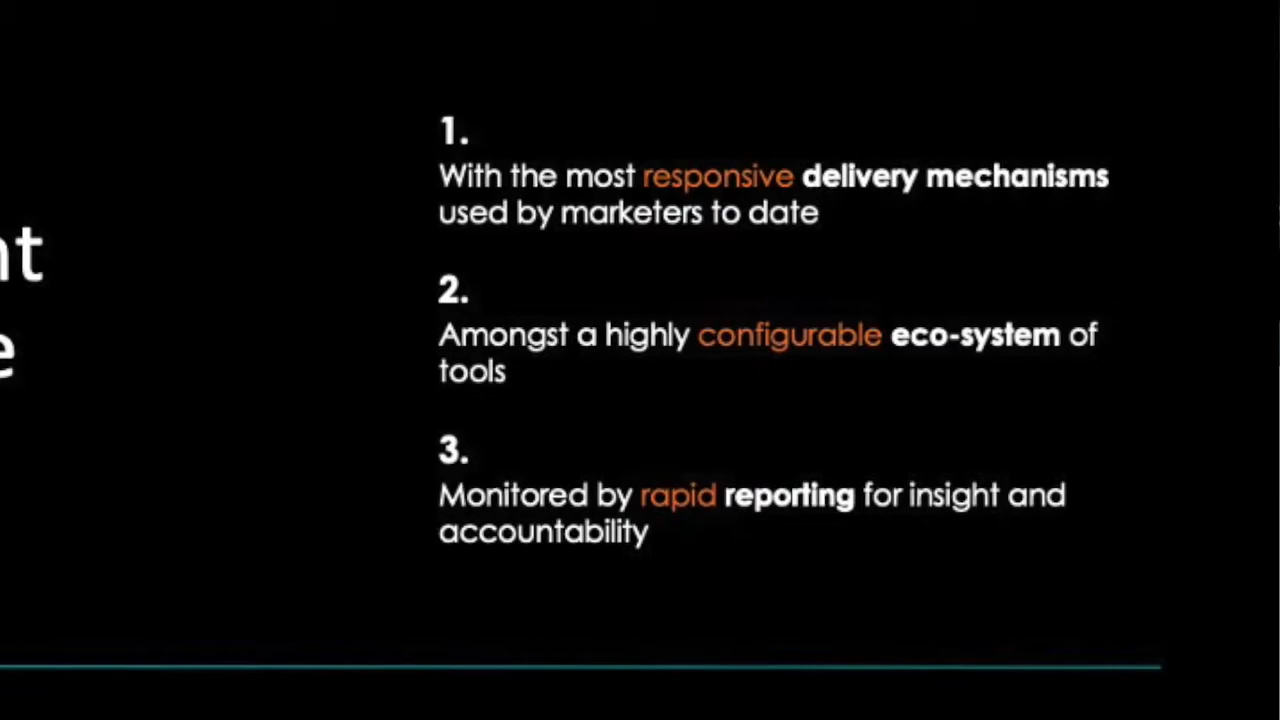 1.
With the most responsive delivery mechanisms
used by marketers to date
2.
Amongst a highly configurable eco-system of
tools
3.
Monitored by rapid reporting for insight and
accountability